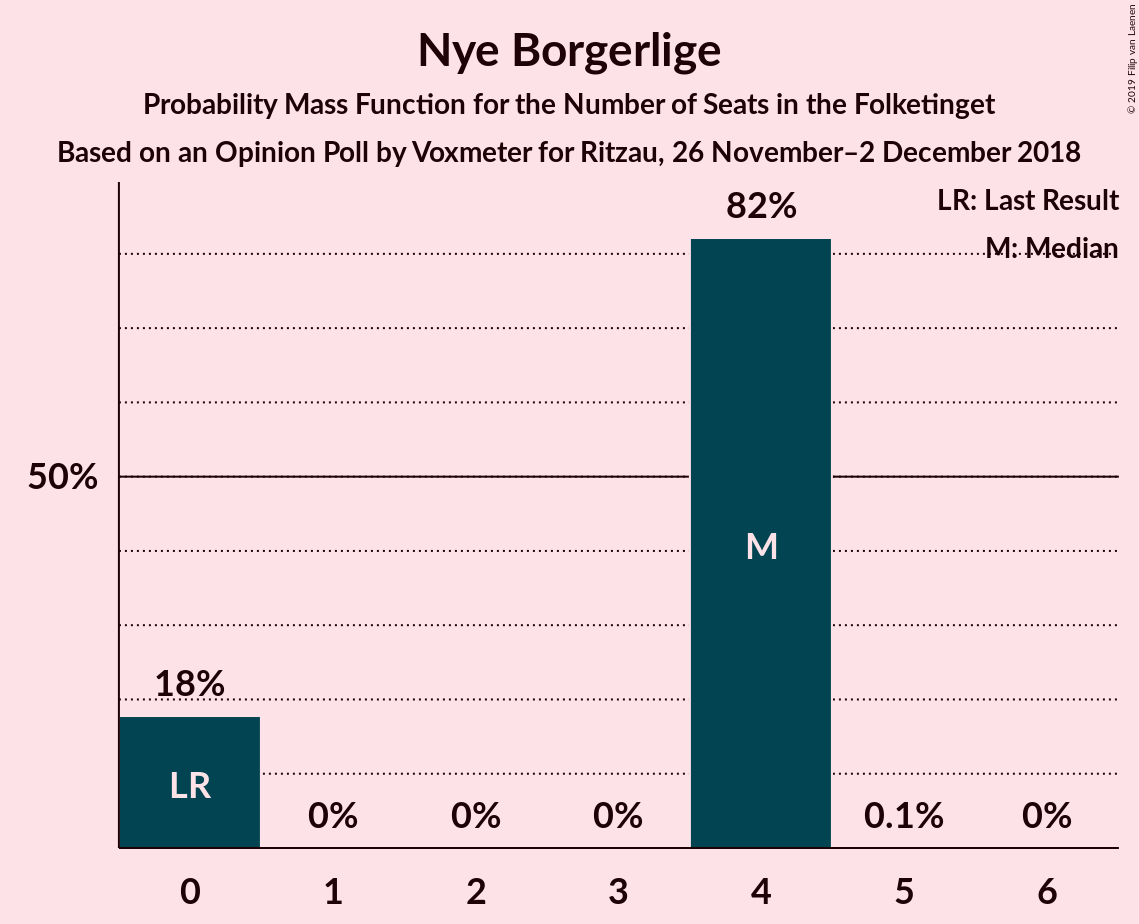 Nye Borgerlige
Probability Mass Function for the Number of Seats in the Folketinget
Based on an Opinion Poll by Voxmeter for Ritzau, 26 November–2 December 2018
© 2019 Filip van Laenen
LR: Last Result
M: Median
82%
50%
M
18%
LR
0%
0%
0%
0.1%
0%
0
1
2
3
4
5
6